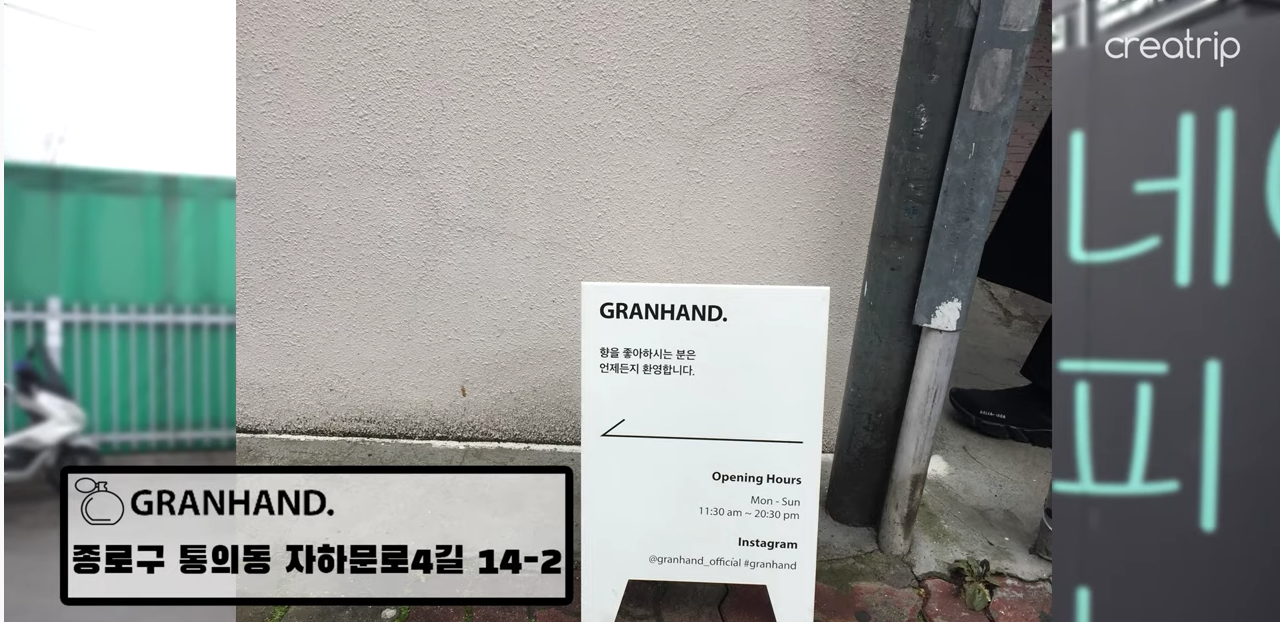 creatrip
네
피
GRANHAND.
향을 좋아하시는 분은
언제든지 환영합니다.
Opening Hours
Mon - Sun
11:30 am ~ 20:30 pm
Instagram
@granhand_official #granhand
GRANHAND.
종로구 통의동 자하문로4길 14-2